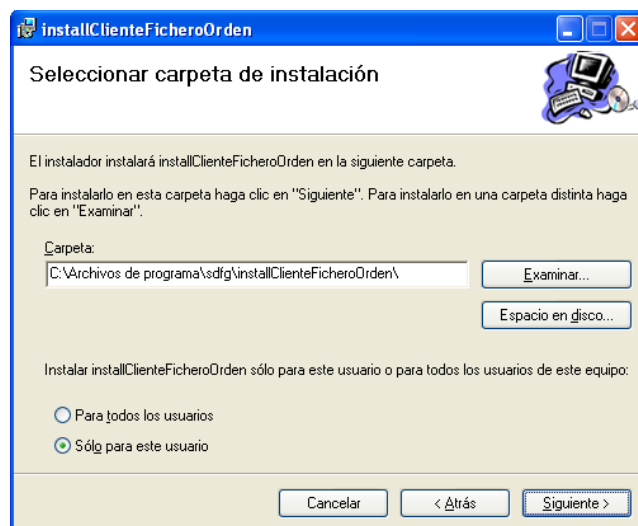 installClienteFicheroOrden
Seleccionar carpeta de instalación
El instalador instalará installClienteFicheroOrden en la siguiente carpeta.
Para instalarlo en esta carpeta haga clic en "Siguiente". Para instalarlo en una carpeta distinta haga
clic en "Examinar".
Carpeta:
C:\Archivos de programa\sdfg\installClienteFicheroOrden\
Examinar...
Espacio en disco...
Instalar installClienteFicheroOrden sólo para este usuario o para todos los usuarios de este equipo:
Para todos los usuarios
Sólo para este usuario
Cancelar
< Atrás
Siguiente >